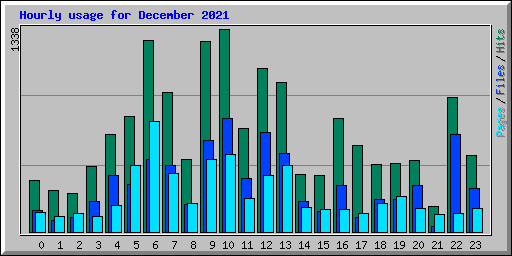 Hourly usage for December 2021
1338
Pages/Files/Hits
0 1 2 3 4 5 6 7 8 9 10 11 12 13 14 15 16 17 18 19 20 21 22 23